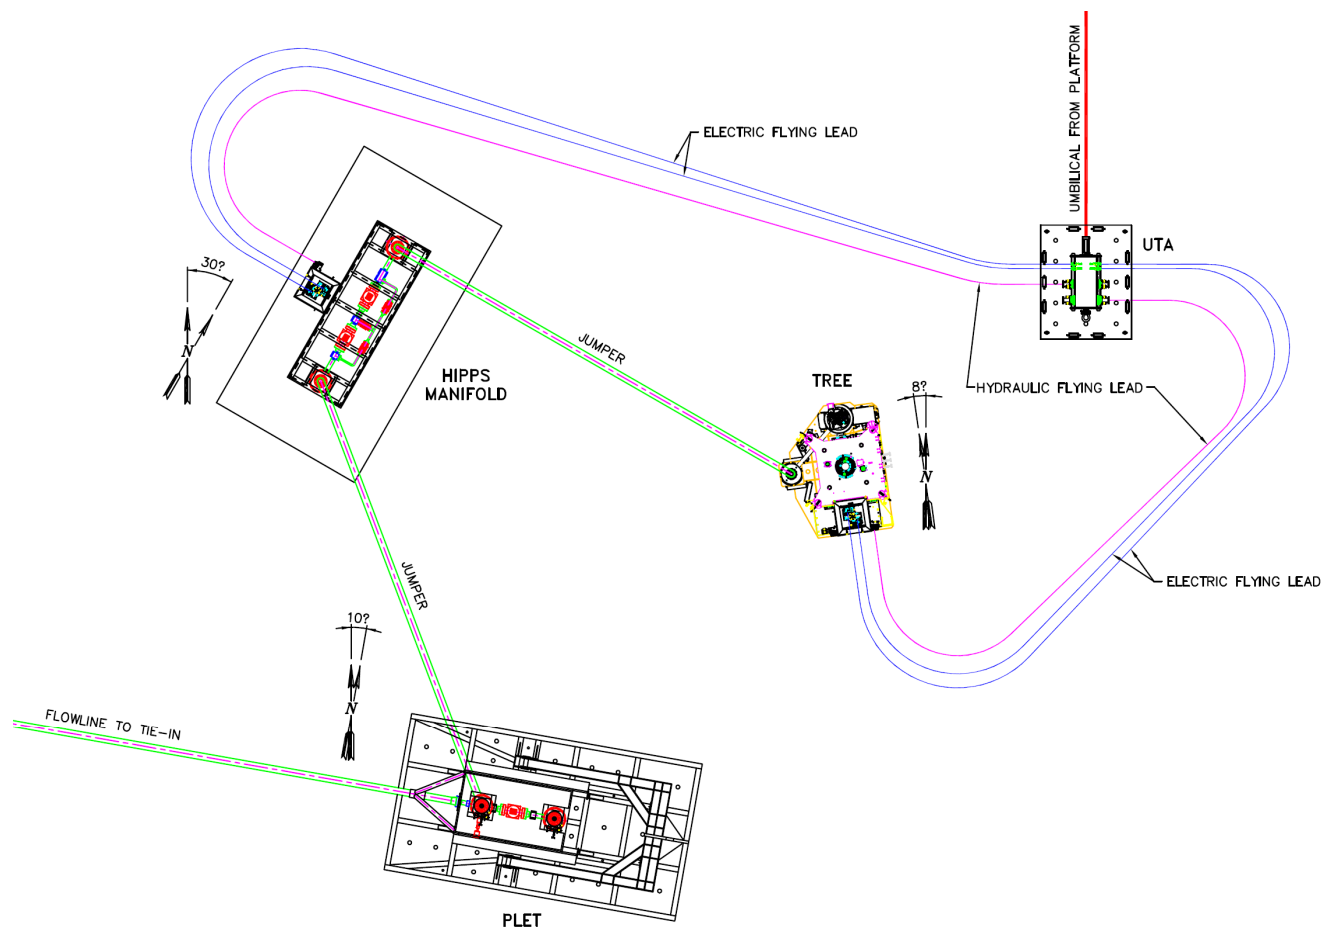 UMBILICAL FROM PLATFORM
ELECTRIC FLYING LEAD
UTA
30?
N
JUMPER
HIPPS
MANIFOLD
TREE
8?
HYDRAULIC FLYING LEAD
N
JUMPER
ELECTRIC FLYING LEAD
10?
N
FLOWLINE TO TIE-IN
PLET